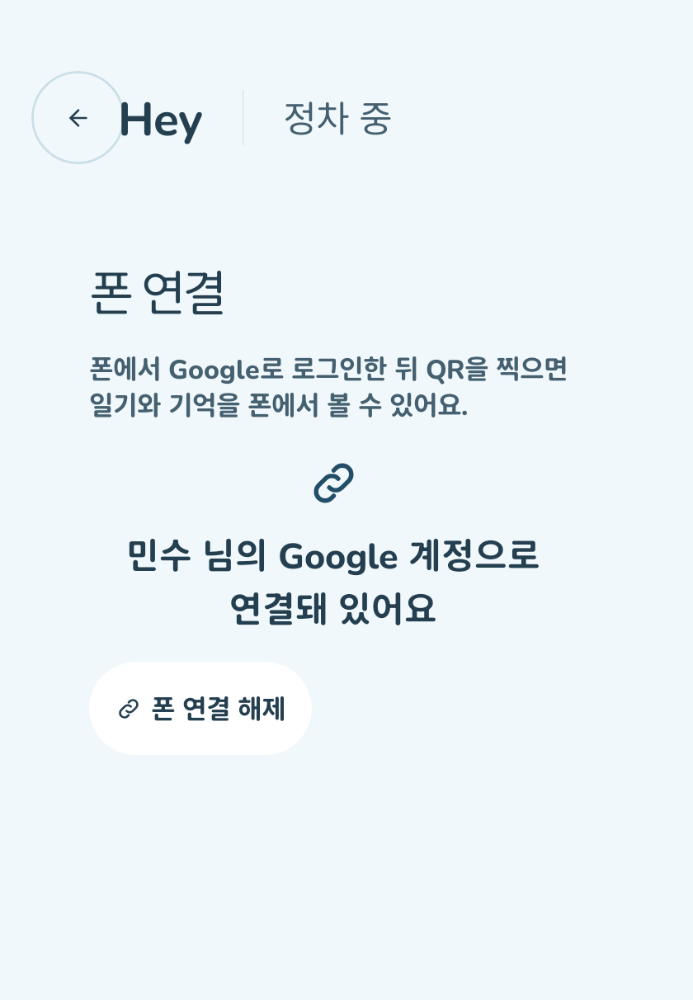 Hey
정차 중
폰 연결
폰에서 Google로 로그인한 뒤 QR을 찍으면
일기와 기억을 폰에서 볼 수 있어요.
민수 님의 Google 계정으로
연결돼 있어요
폰 연결 해제